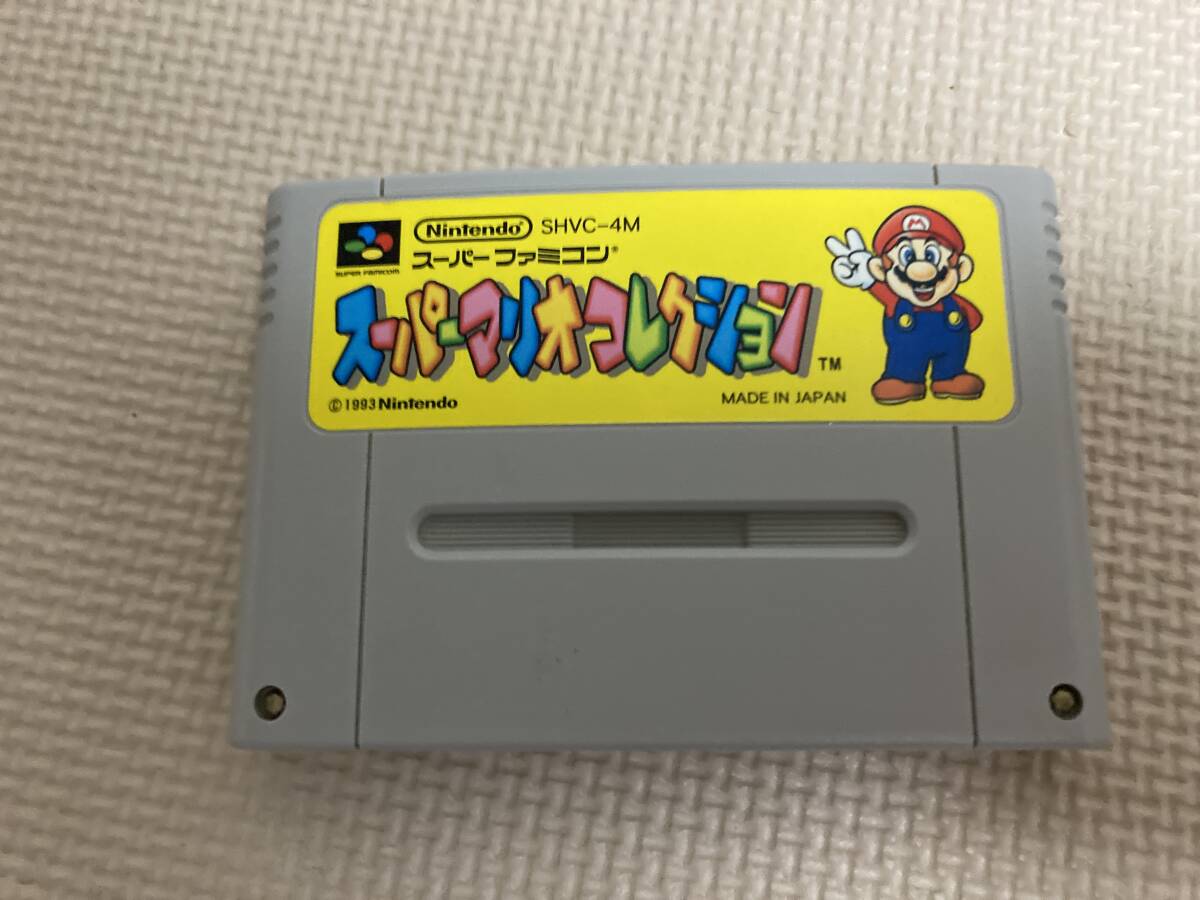 Nintendo® SHVC-4M
スーパーファミコン®
SUPER FAMICOM
スーパーマリオコレクション TM
©1993 Nintendo
MADE IN JAPAN
M